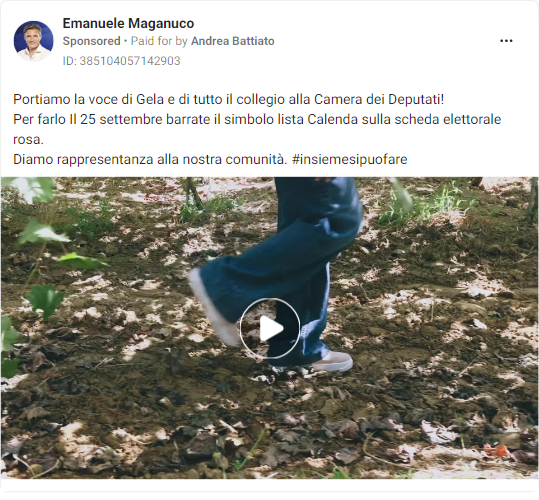 Emanuele Maganuco
Sponsored • Paid for by Andrea Battiato
ID: 385104057142903
Portiamo la voce di Gela e di tutto il collegio alla Camera dei Deputati!
Per farlo Il 25 settembre barrate il simbolo lista Calenda sulla scheda elettorale
rosa.
Diamo rappresentanza alla nostra comunità. #insiemesipuofare